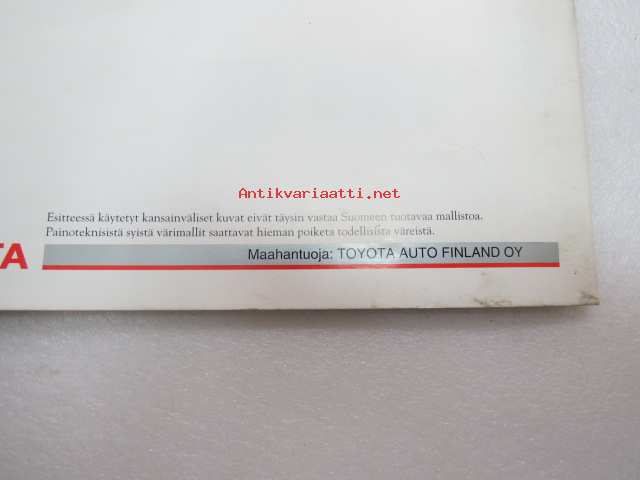 Antikvariaatti.net
Esitteessä käytetyt kansainväliset kuvat eivät täysin vastaa Suomeen tuotavaa mallistoa.
Painoteknisistä syistä värimallit saattavat hieman poiketa todellisista väreistä.
TA
Maahantuoja: TOYOTA AUTO FINLAND OY